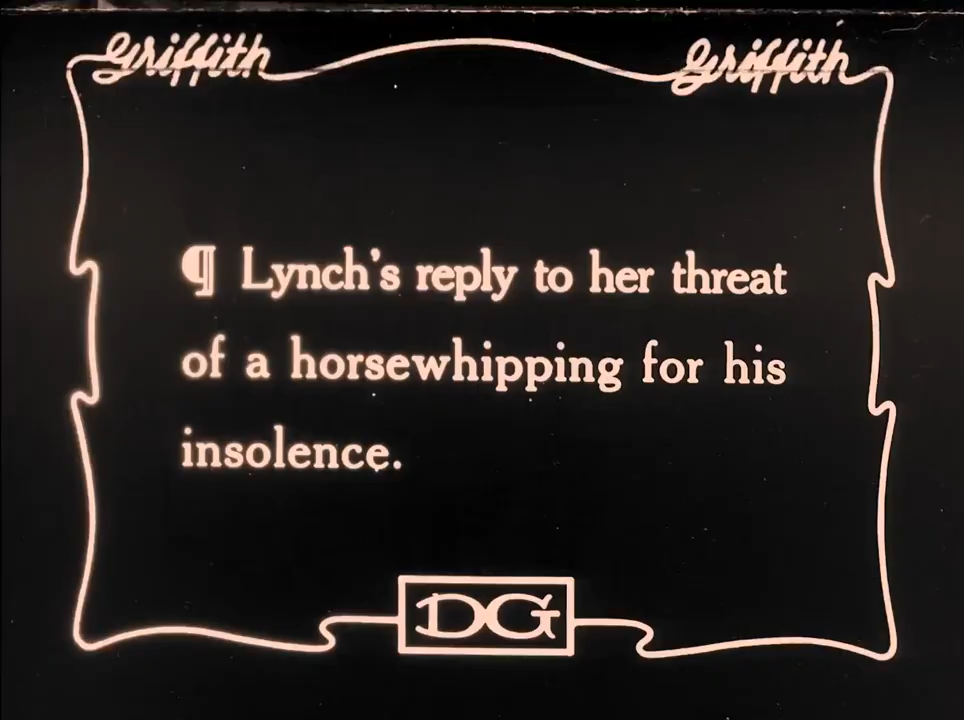 Griffith Griffith
¶ Lynch's reply to her threat
of a horsewhipping for his
insolence.
DG